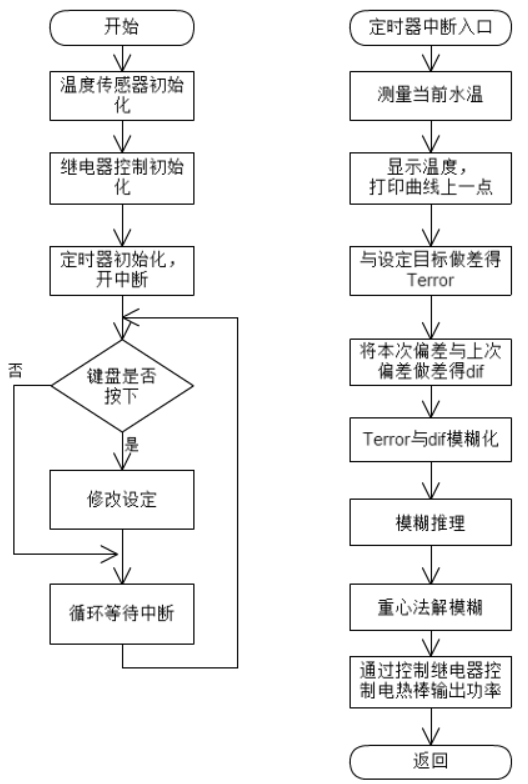 开始
温度传感器初始
化
继电器控制初始
化
定时器初始化，
开中断
键盘是否
按下
否
是
修改设定
循环等待中断
定时器中断入口
测量当前水温
显示温度，
打印曲线上一点
与设定目标做差得
Terror
将本次偏差与上次
偏差做差得dif
Terror与dif模糊化
模糊推理
重心法解模糊
通过控制继电器控
制电热棒输出功率
返回